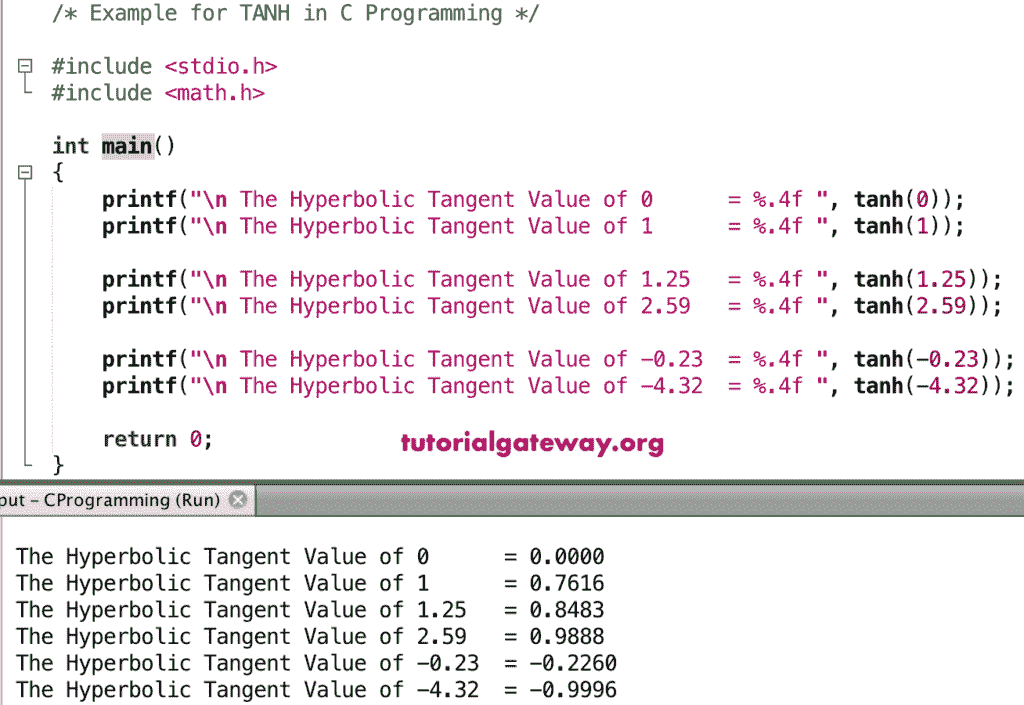 /* Example for TANH in C Programming */
#include <stdio.h>
#include <math.h>
int main()
{
printf("\n The Hyperbolic Tangent Value of 0      = %.4f ", tanh(0));
printf("\n The Hyperbolic Tangent Value of 1      = %.4f ", tanh(1));
printf("\n The Hyperbolic Tangent Value of 1.25   = %.4f ", tanh(1.25));
printf("\n The Hyperbolic Tangent Value of 2.59   = %.4f ", tanh(2.59));
printf("\n The Hyperbolic Tangent Value of -0.23  = %.4f ", tanh(-0.23));
printf("\n The Hyperbolic Tangent Value of -4.32  = %.4f ", tanh(-4.32));
return 0;
tutorialgateway.org
}
put – CProgramming (Run)
The Hyperbolic Tangent Value of 0      = 0.0000
The Hyperbolic Tangent Value of 1      = 0.7616
The Hyperbolic Tangent Value of 1.25   = 0.8483
The Hyperbolic Tangent Value of 2.59   = 0.9888
The Hyperbolic Tangent Value of -0.23  = -0.2260
The Hyperbolic Tangent Value of -4.32  = -0.9996